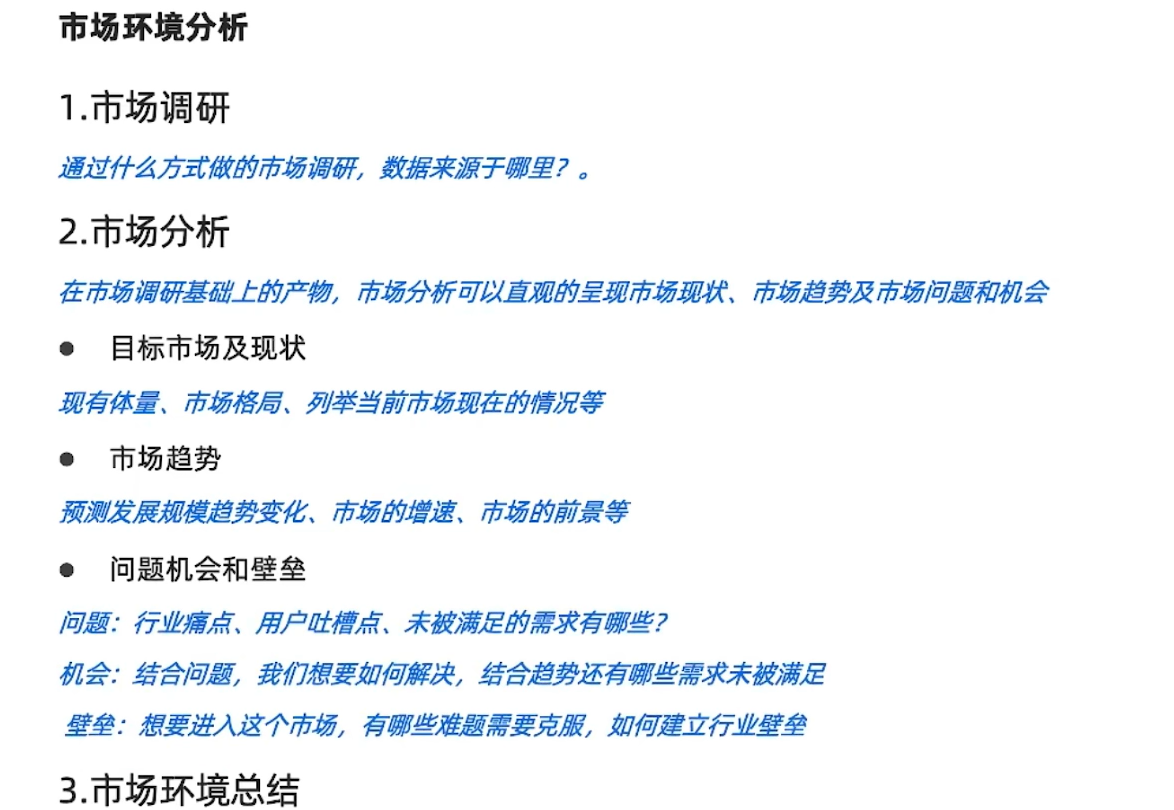 市场环境分析
1.市场调研
通过什么方式做的市场调研，数据来源于哪里？。
2.市场分析
在市场调研基础上的产物，市场分析可以直观的呈现市场现状、市场趋势及市场问题和机会
● 目标市场及现状
现有体量、市场格局、列举当前市场现在的情况等
● 市场趋势
预测发展规模趋势变化、市场的增速、市场的前景等
● 问题机会和壁垒
问题：行业痛点、用户吐槽点、未被满足的需求有哪些？
机会：结合问题，我们想要如何解决，结合趋势还有哪些需求未被满足
壁垒：想要进入这个市场，有哪些难题需要克服，如何建立行业壁垒
3.市场环境总结